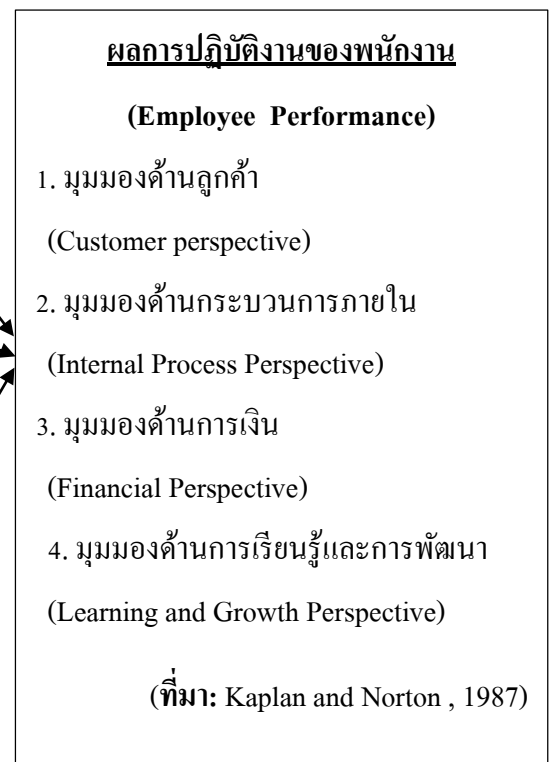 ผลการปฏิบัติงานของพนักงาน
(Employee Performance)
1. มุมมองด้านลูกค้า
(Customer perspective)
2. มุมมองด้านกระบวนการภายใน
(Internal Process Perspective)
3. มุมมองด้านการเงิน
(Financial Perspective)
4. มุมมองด้านการเรียนรู้และการพัฒนา
(Learning and Growth Perspective)
(ที่มา: Kaplan and Norton , 1987)